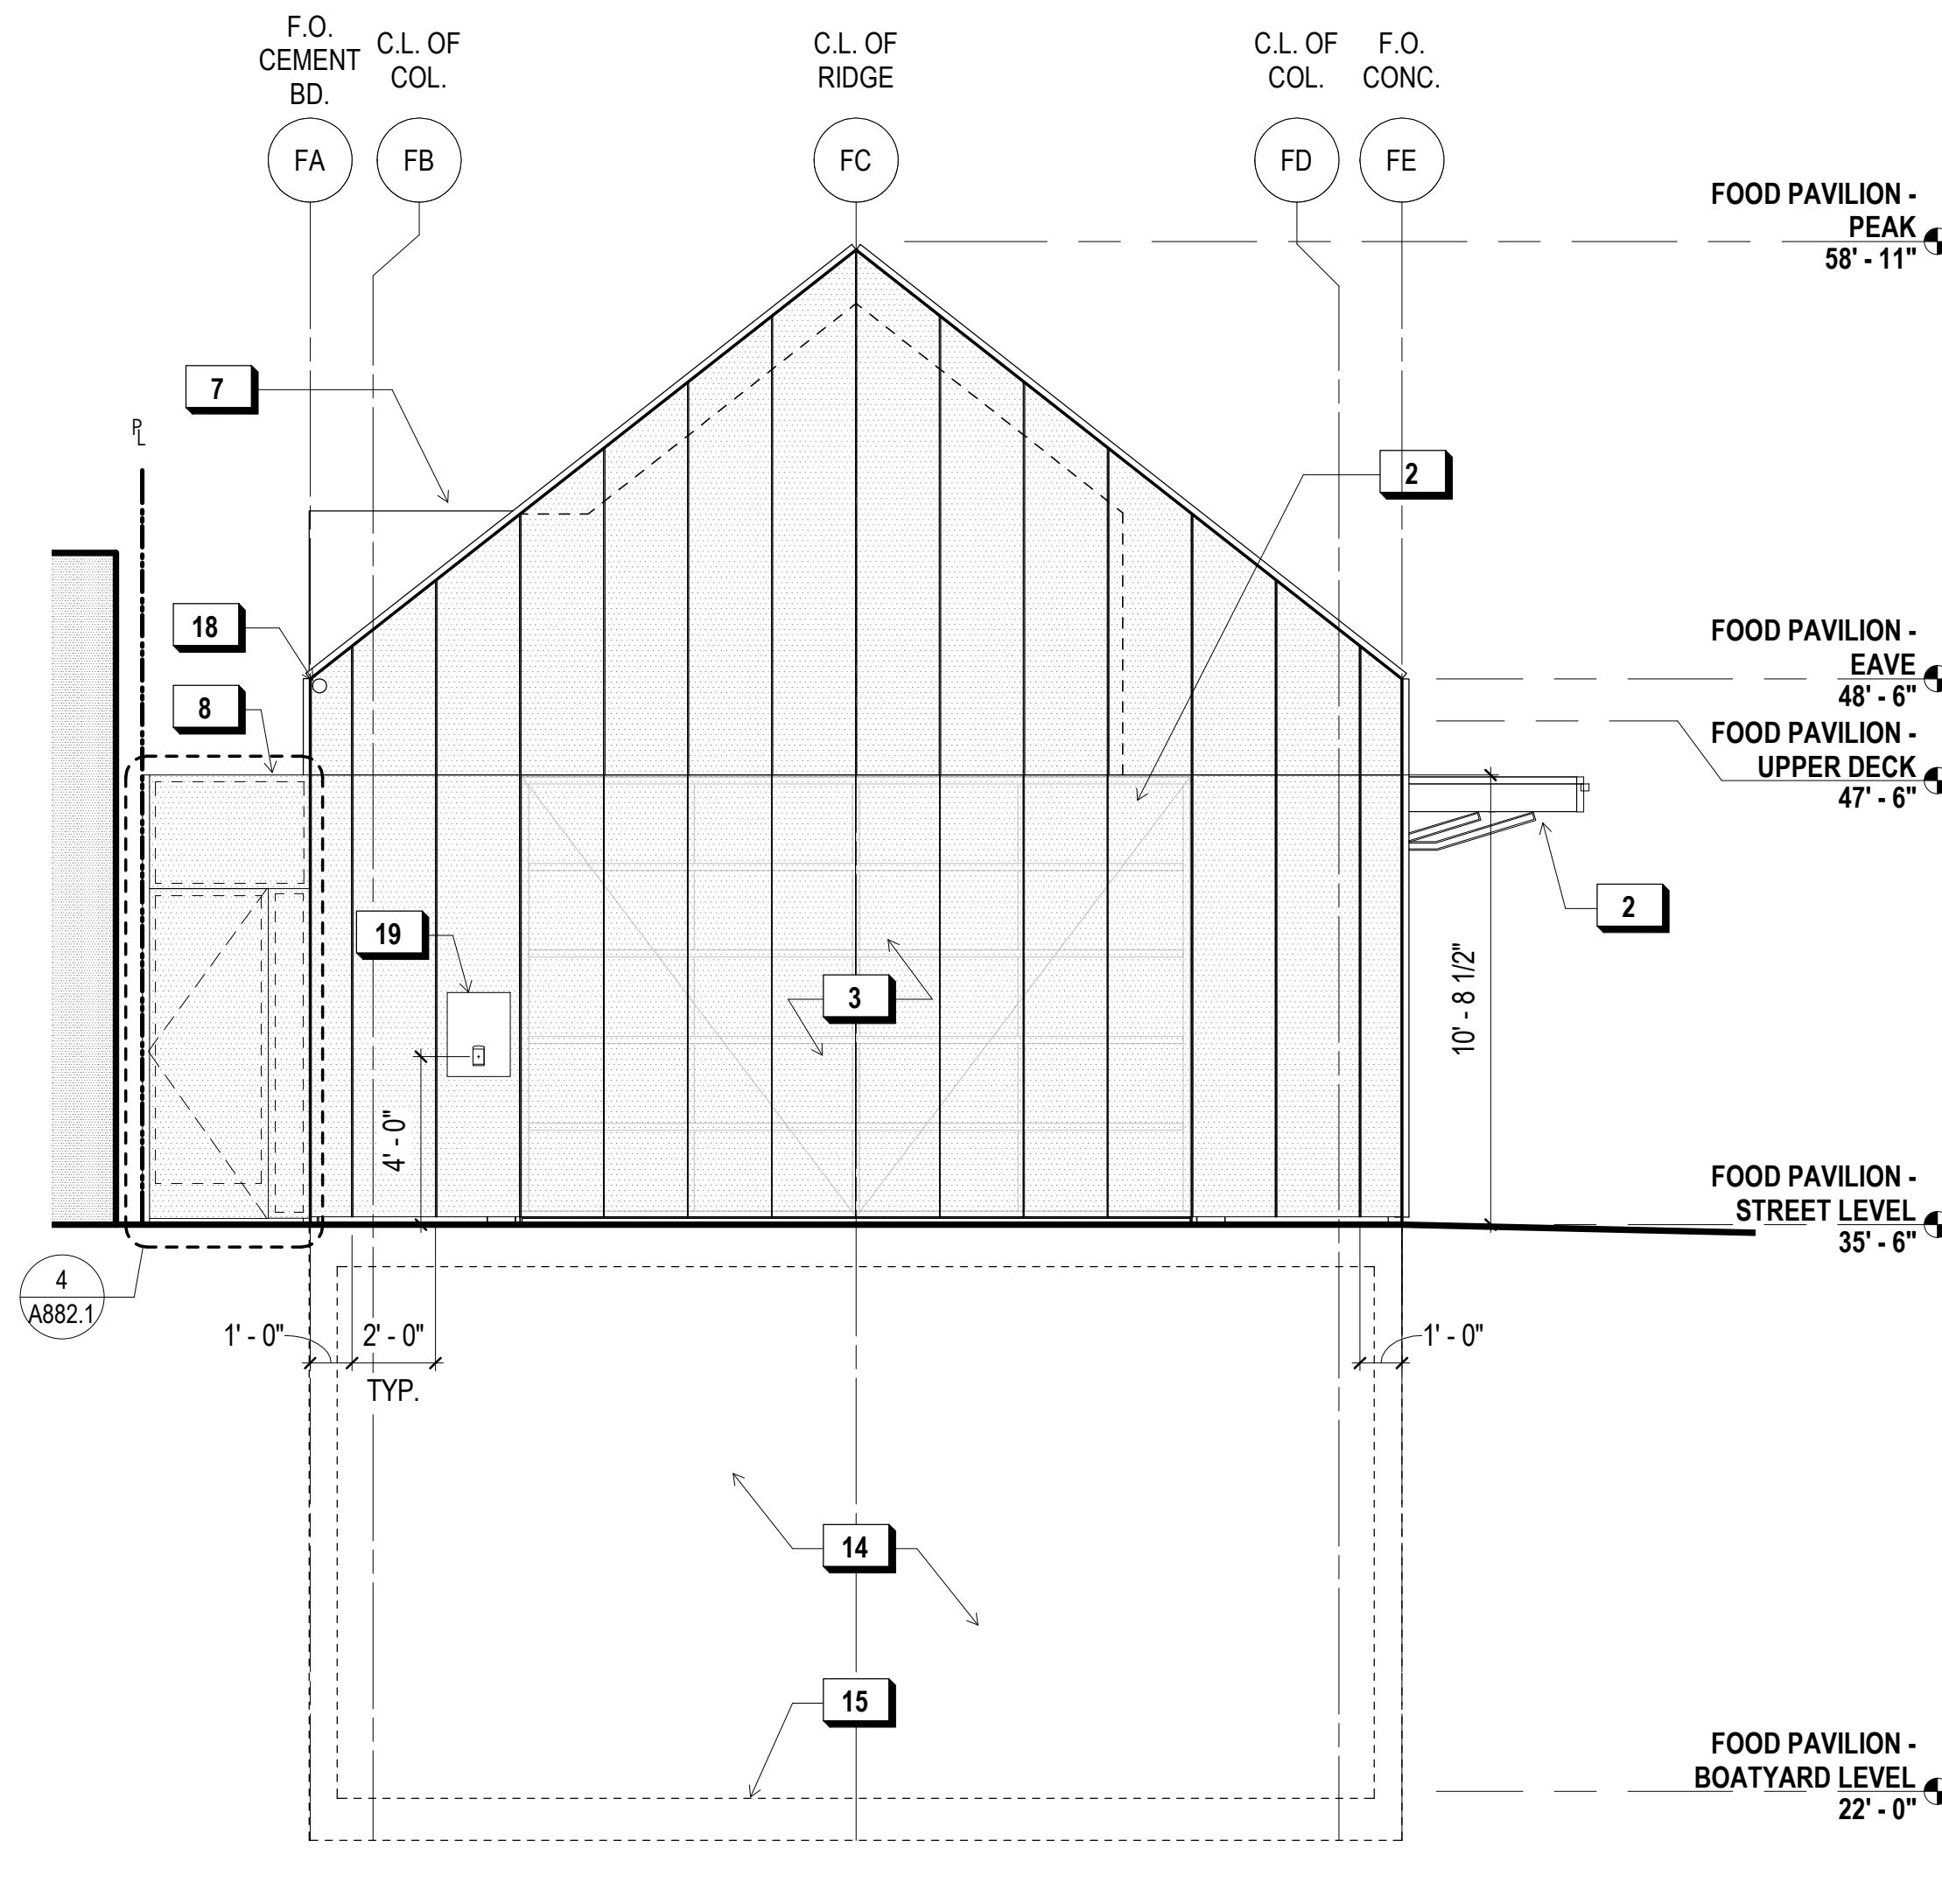 F.O.
CEMENT
BD.
C.L. OF
COL.
C.L. OF
RIDGE
C.L. OF
COL.
F.O.
CONC.
FA
FB
FC
FD
FE
FOOD PAVILION -
PEAK
58' - 11"
7
PL
2
18
FOOD PAVILION -
EAVE
48' - 6"
8
FOOD PAVILION -
UPPER DECK
47' - 6"
2
19
3
10' - 8 1/2"
4' - 0"
FOOD PAVILION -
STREET LEVEL
35' - 6"
4
A882.1
1' - 0"
2' - 0"
TYP.
1' - 0"
14
15
FOOD PAVILION -
BOATYARD LEVEL
22' - 0"